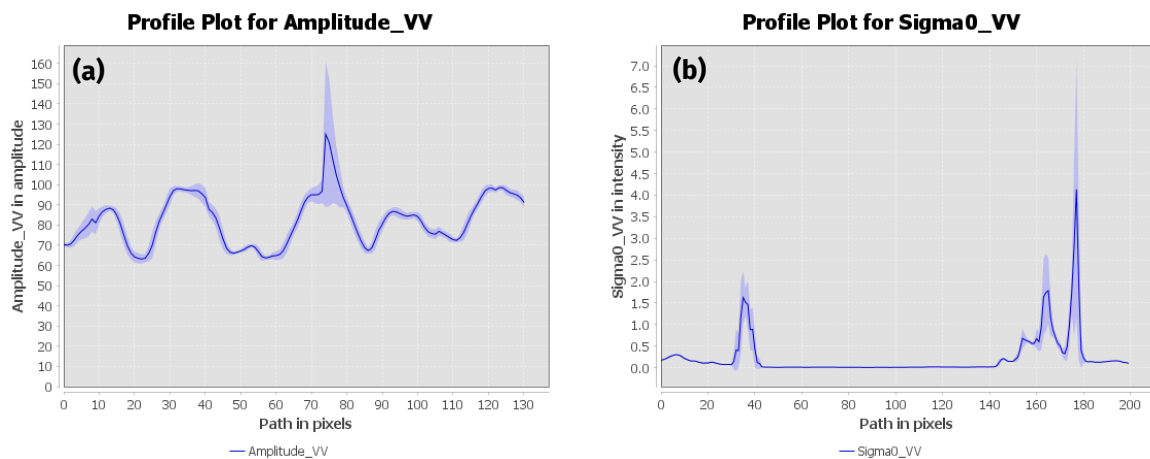 Profile Plot for Amplitude_VV
(a)
Amplitude_VV in amplitude
160
150
140
130
120
110
100
90
80
70
60
50
40
30
20
10
0
0 10 20 30 40 50 60 70 80 90 100 110 120 130
Path in pixels
Amplitude_VV
Profile Plot for Sigma0_VV
(b)
Sigma0_VV in intensity
7.0
6.5
6.0
5.5
5.0
4.5
4.0
3.5
3.0
2.5
2.0
1.5
1.0
0.5
0.0
0 20 40 60 80 100 120 140 160 180 200
Path in pixels
Sigma0_VV